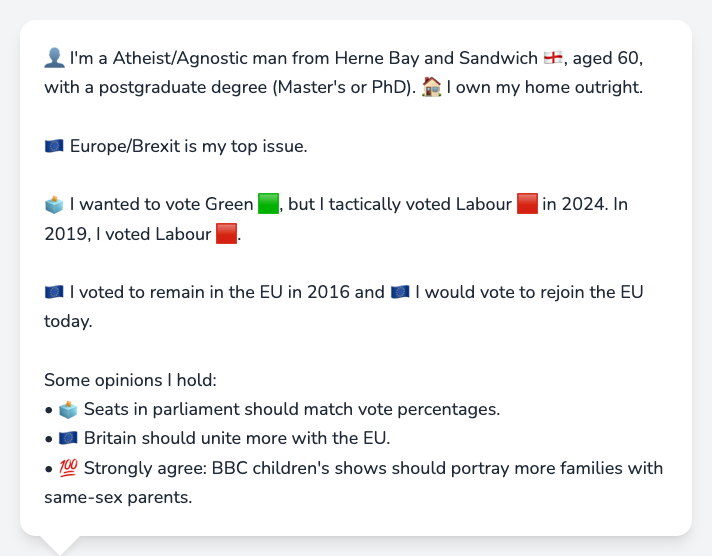 👤 I'm a Atheist/Agnostic man from Herne Bay and Sandwich 🏴󠁧󠁢󠁥󠁮󠁧󠁿, aged 60,
with a postgraduate degree (Master's or PhD). 🏠 I own my home outright.
🇪🇺 Europe/Brexit is my top issue.
🗳️ I wanted to vote Green 🟩, but I tactically voted Labour 🟥 in 2024. In
2019, I voted Labour 🟥.
🇪🇺 I voted to remain in the EU in 2016 and 🇪🇺 I would vote to rejoin the EU
today.
Some opinions I hold:
• 🗳️ Seats in parliament should match vote percentages.
• 🇪🇺 Britain should unite more with the EU.
• 💯 Strongly agree: BBC children's shows should portray more families with
same-sex parents.